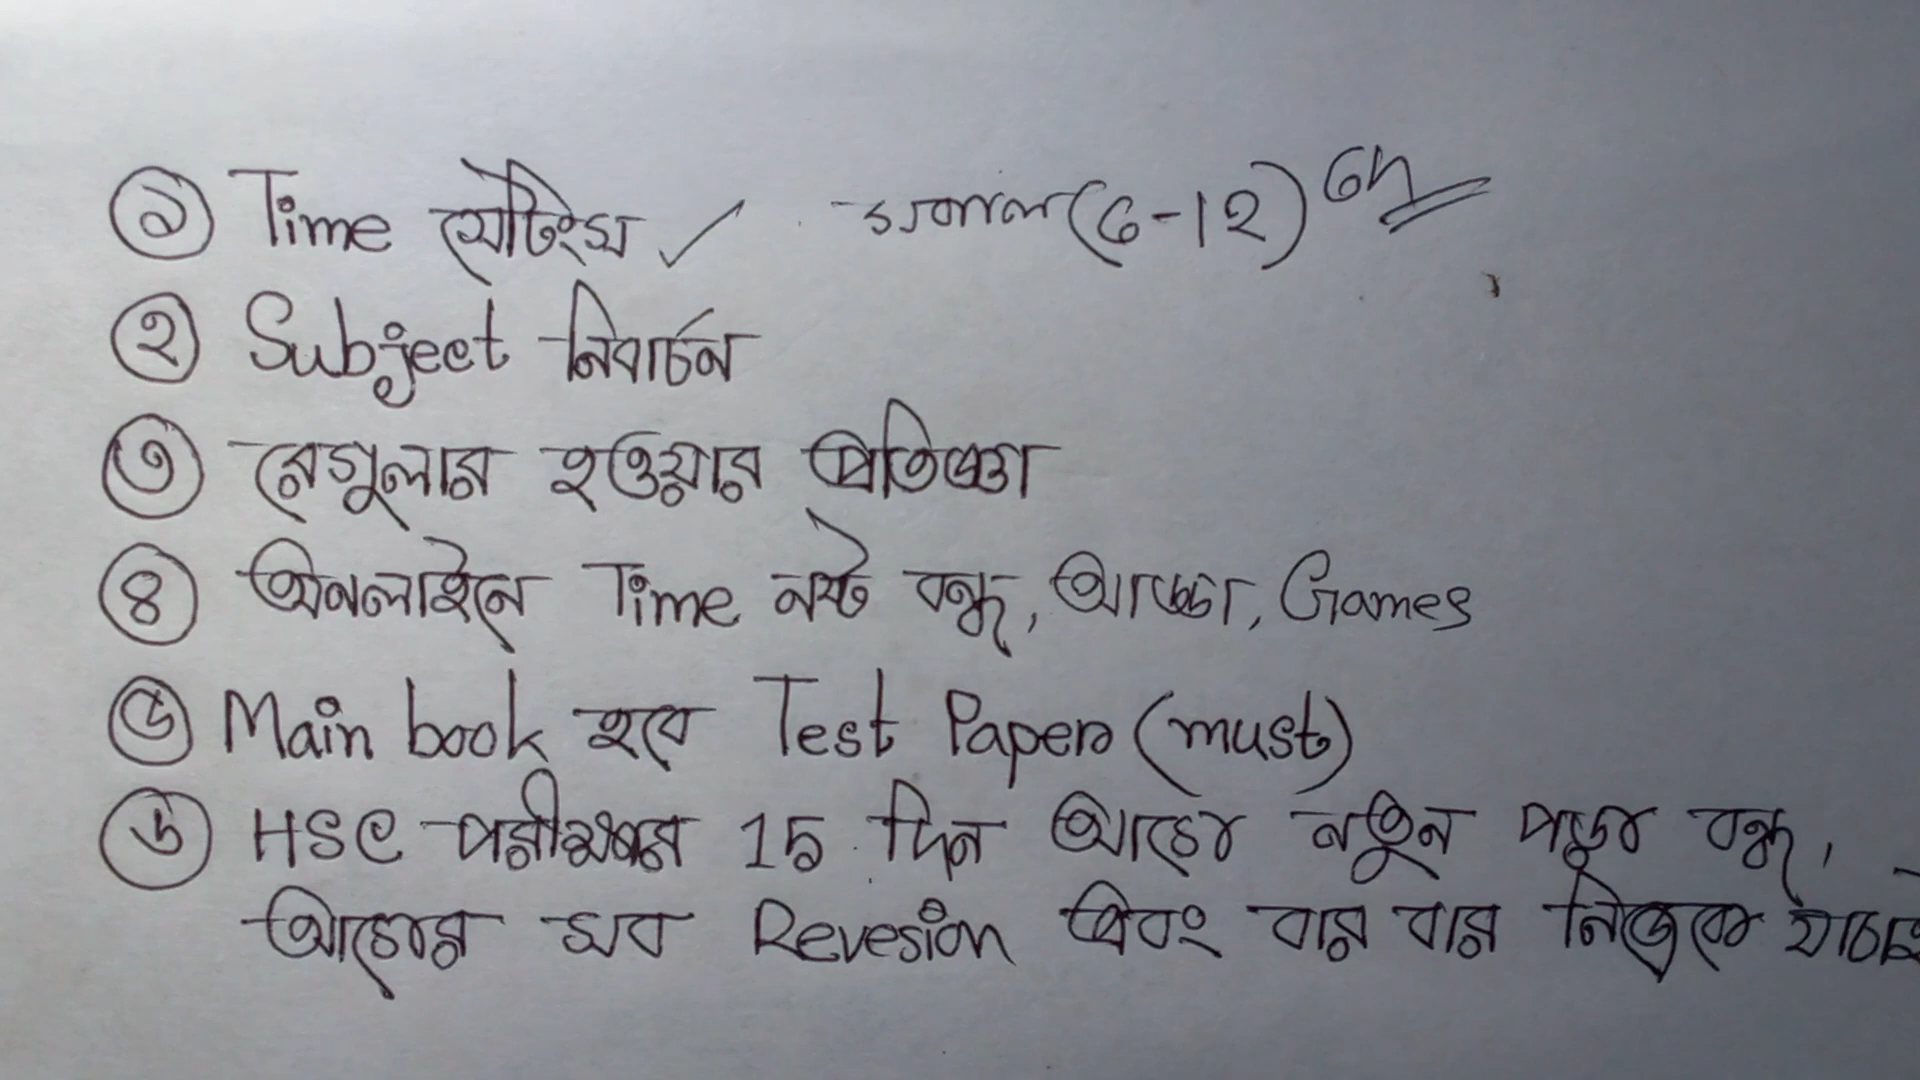 ১ Time সেটিংস ✓ সকাল (6-12) 6h
২ Subject নির্বাচন
৩ রেগুলার হওয়ার প্রতিজ্ঞা
৪ অনলাইনে Time নষ্ট বন্ধ, আড্ডা, Games
৫ Main book হবে Test Paper (must)
৬ HSC পরীক্ষার 15 দিন আগে নতুন পড়া বন্ধ,
আগের সব Revesion এবং বার বার নিজেকে যাচাই